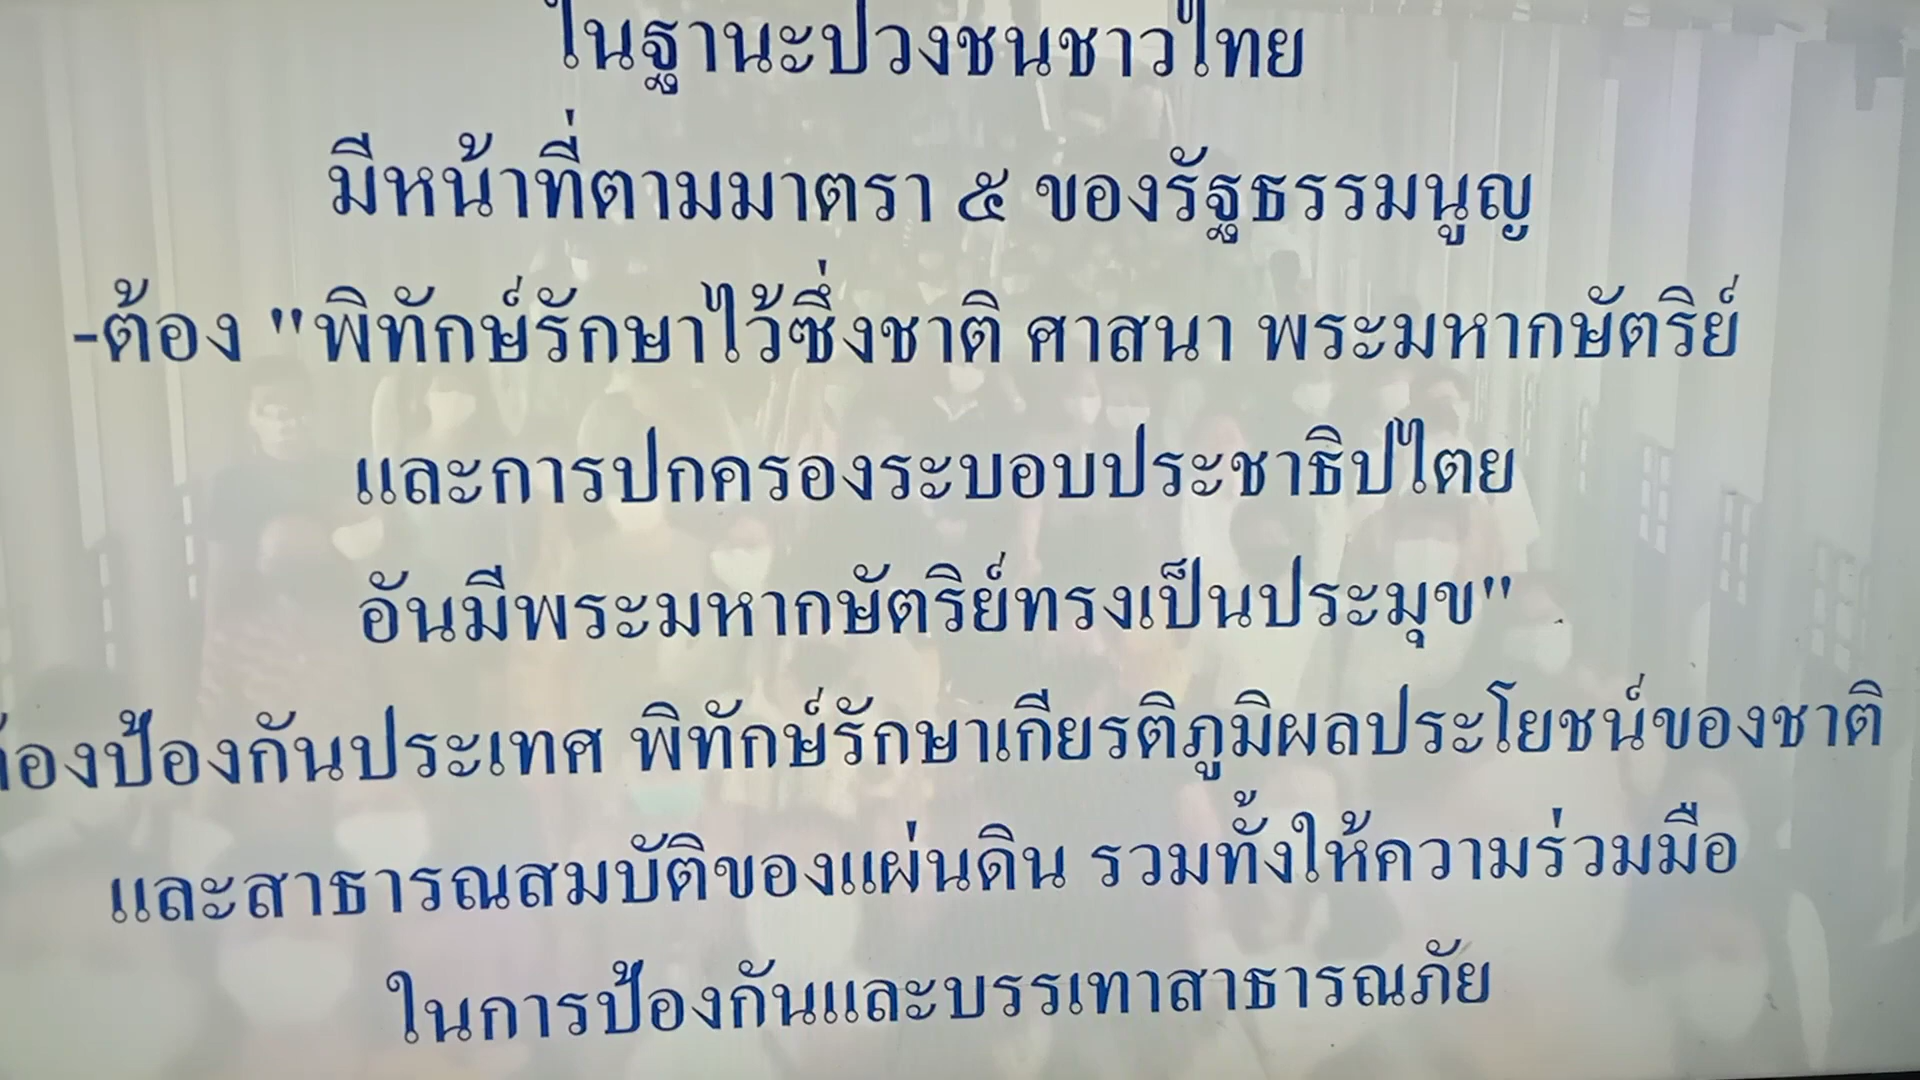 ในฐานะปวงชนชาวไทย
มีหน้าที่ตามมาตรา ๕ ของรัฐธรรมนูญ
-ต้อง "พิทักษ์รักษาไว้ซึ่งชาติ ศาสนา พระมหากษัตริย์
และการปกครองระบอบประชาธิปไตย
อันมีพระมหากษัตริย์ทรงเป็นประมุข"
ต้องป้องกันประเทศ พิทักษ์รักษาเกียรติภูมิผลประโยชน์ของชาติ
และสาธารณสมบัติของแผ่นดิน รวมทั้งให้ความร่วมมือ
ในการป้องกันและบรรเทาสาธารณภัย